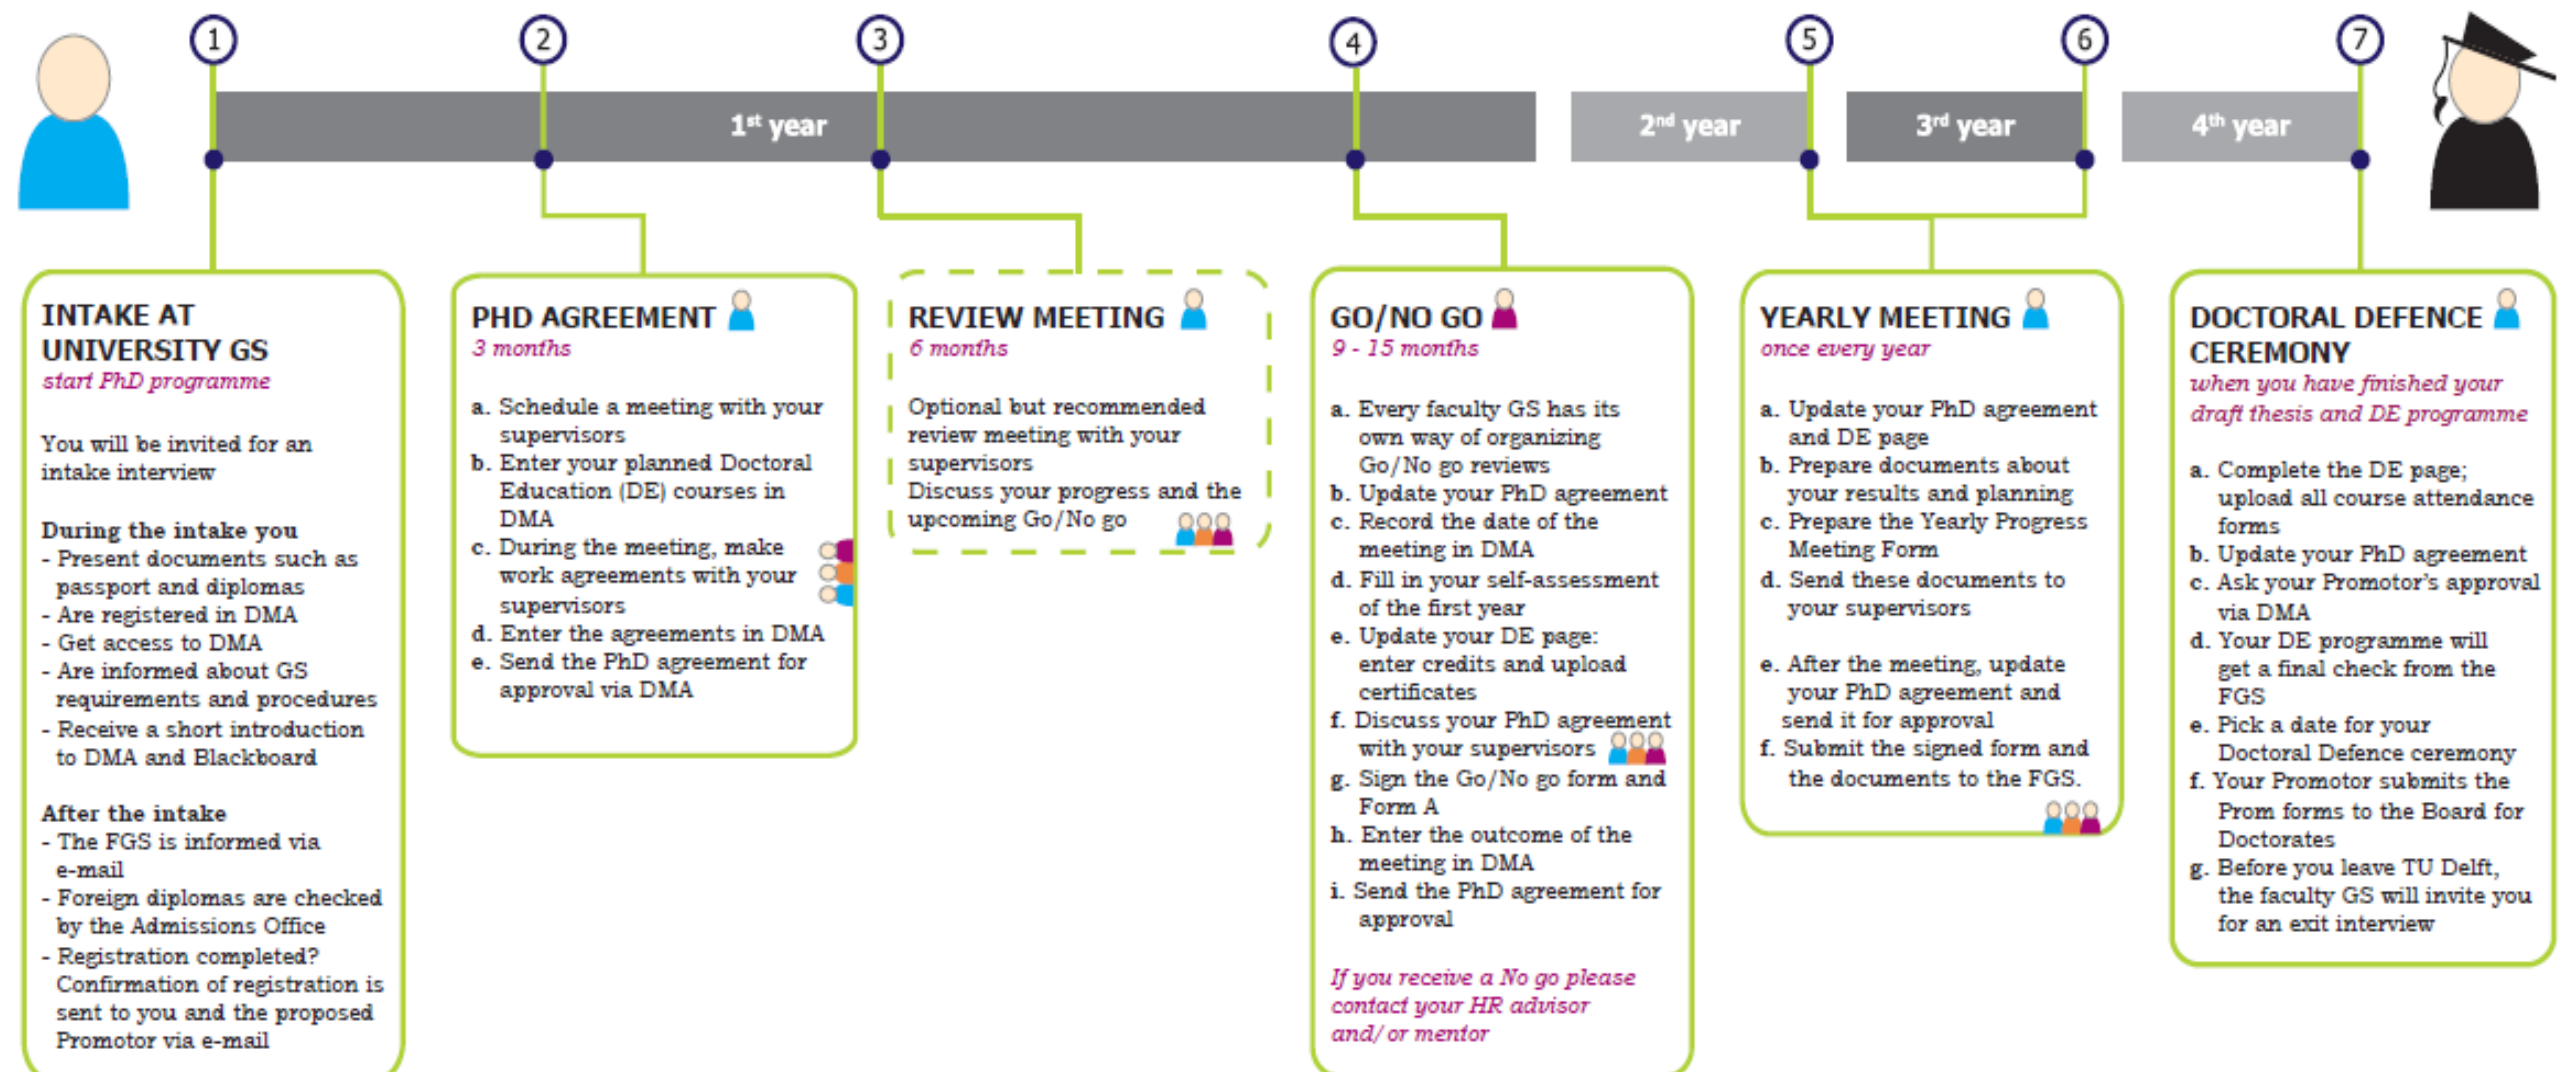 1
2
3
4
5
6
7
1st year
2nd year
3rd year
4th year
INTAKE AT
UNIVERSITY GS
start PhD programme
You will be invited for an
intake interview
During the intake you
- Present documents such as
passport and diplomas
- Are registered in DMA
- Get access to DMA
- Are informed about GS
requirements and procedures
- Receive a short introduction
to DMA and Blackboard
After the intake
- The FGS is informed via
e-mail
- Foreign diplomas are checked
by the Admissions Office
- Registration completed?
Confirmation of registration is
sent to you and the proposed
Promotor via e-mail
PHD AGREEMENT
3 months
a. Schedule a meeting with your
supervisors
b. Enter your planned Doctoral
Education (DE) courses in
DMA
c. During the meeting, make
work agreements with your
supervisors
d. Enter the agreements in DMA
e. Send the PhD agreement for
approval via DMA
REVIEW MEETING
6 months
Optional but recommended
review meeting with your
supervisors
Discuss your progress and the
upcoming Go/No go
GO/NO GO
9 - 15 months
a. Every faculty GS has its
own way of organizing
Go/No go reviews
b. Update your PhD agreement
c. Record the date of the
meeting in DMA
d. Fill in your self-assessment
of the first year
e. Update your DE page:
enter credits and upload
certificates
f. Discuss your PhD agreement
with your supervisors
g. Sign the Go/No go form and
Form A
h. Enter the outcome of the
meeting in DMA
i. Send the PhD agreement for
approval
If you receive a No go please
contact your HR advisor
and/or mentor
YEARLY MEETING
once every year
a. Update your PhD agreement
and DE page
b. Prepare documents about
your results and planning
c. Prepare the Yearly Progress
Meeting Form
d. Send these documents to
your supervisors
e. After the meeting, update
your PhD agreement and
send it for approval
f. Submit the signed form and
the documents to the FGS.
DOCTORAL DEFENCE
CEREMONY
when you have finished your
draft thesis and DE programme
a. Complete the DE page;
upload all course attendance
forms
b. Update your PhD agreement
c. Ask your Promotor's approval
via DMA
d. Your DE programme will
get a final check from the
FGS
e. Pick a date for your
Doctoral Defence ceremony
f. Your Promotor submits the
Prom forms to the Board for
Doctorates
g. Before you leave TU Delft,
the faculty GS will invite you
for an exit interview